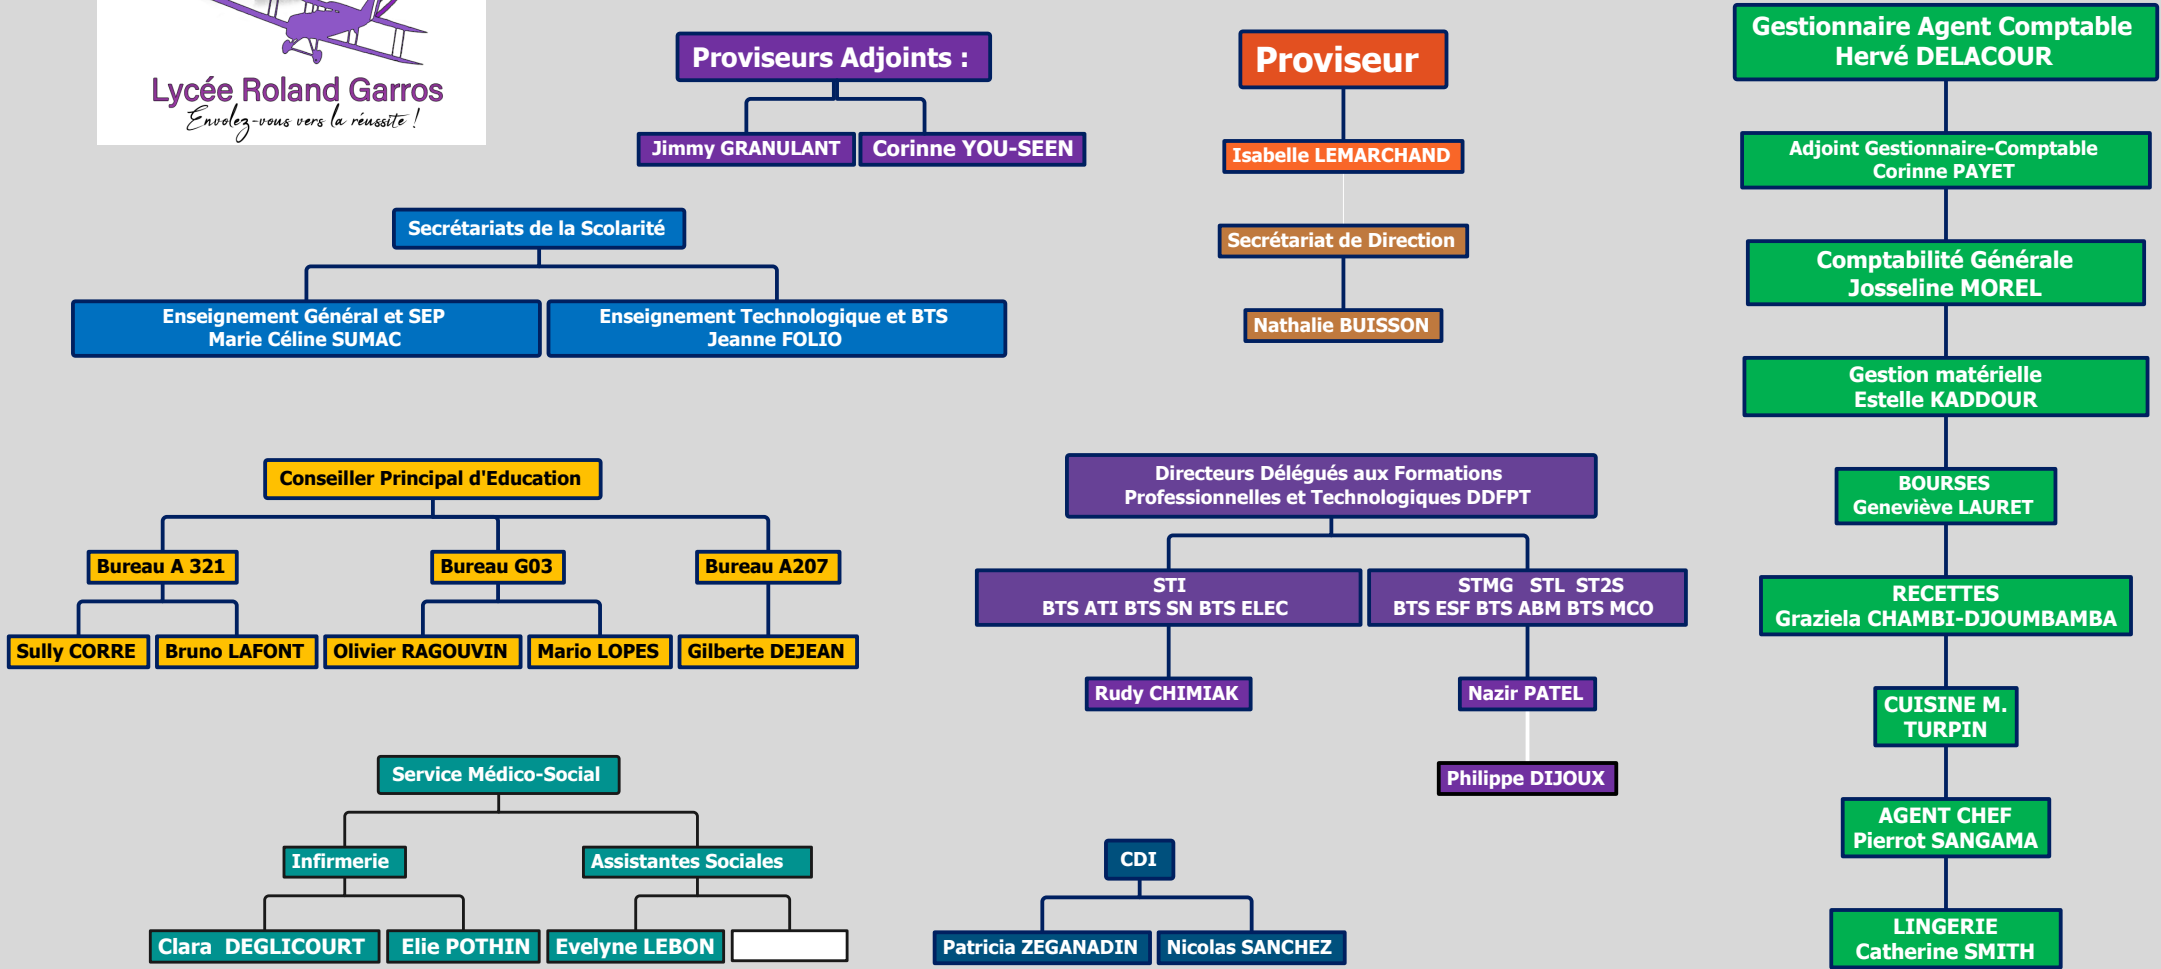 Lycée Roland Garros
Envolez-vous vers la réussite !
Proviseurs Adjoints :
Jimmy GRANULANT
Corinne YOU-SEEN
Proviseur
Isabelle LEMARCHAND
Secrétariat de Direction
Nathalie BUISSON
Gestionnaire Agent Comptable
Hervé DELACOUR
Adjoint Gestionnaire-Comptable
Corinne PAYET
Comptabilité Générale
Josseline MOREL
Gestion matérielle
Estelle KADDOUR
BOURSES
Geneviève LAURET
RECETTES
Graziela CHAMBI-DJOUMBAMBA
CUISINE M.
TURPIN
AGENT CHEF
Pierrot SANGAMA
LINGERIE
Catherine SMITH
Secrétariats de la Scolarité
Enseignement Général et SEP
Marie Céline SUMAC
Enseignement Technologique et BTS
Jeanne FOLIO
Conseiller Principal d'Education
Bureau A 321
Bureau G03
Bureau A207
Sully CORRE
Bruno LAFONT
Olivier RAGOUVIN
Mario LOPES
Gilberte DEJEAN
Directeurs Délégués aux Formations
Professionnelles et Technologiques DDFPT
STI
BTS ATI BTS SN BTS ELEC
STMG STL ST2S
BTS ESF BTS ABM BTS MCO
Rudy CHIMIAK
Nazir PATEL
Philippe DIJOUX
Service Médico-Social
Infirmerie
Assistantes Sociales
Clara DEGLICOURT
Elie POTHIN
Evelyne LEBON
CDI
Patricia ZEGANADIN
Nicolas SANCHEZ